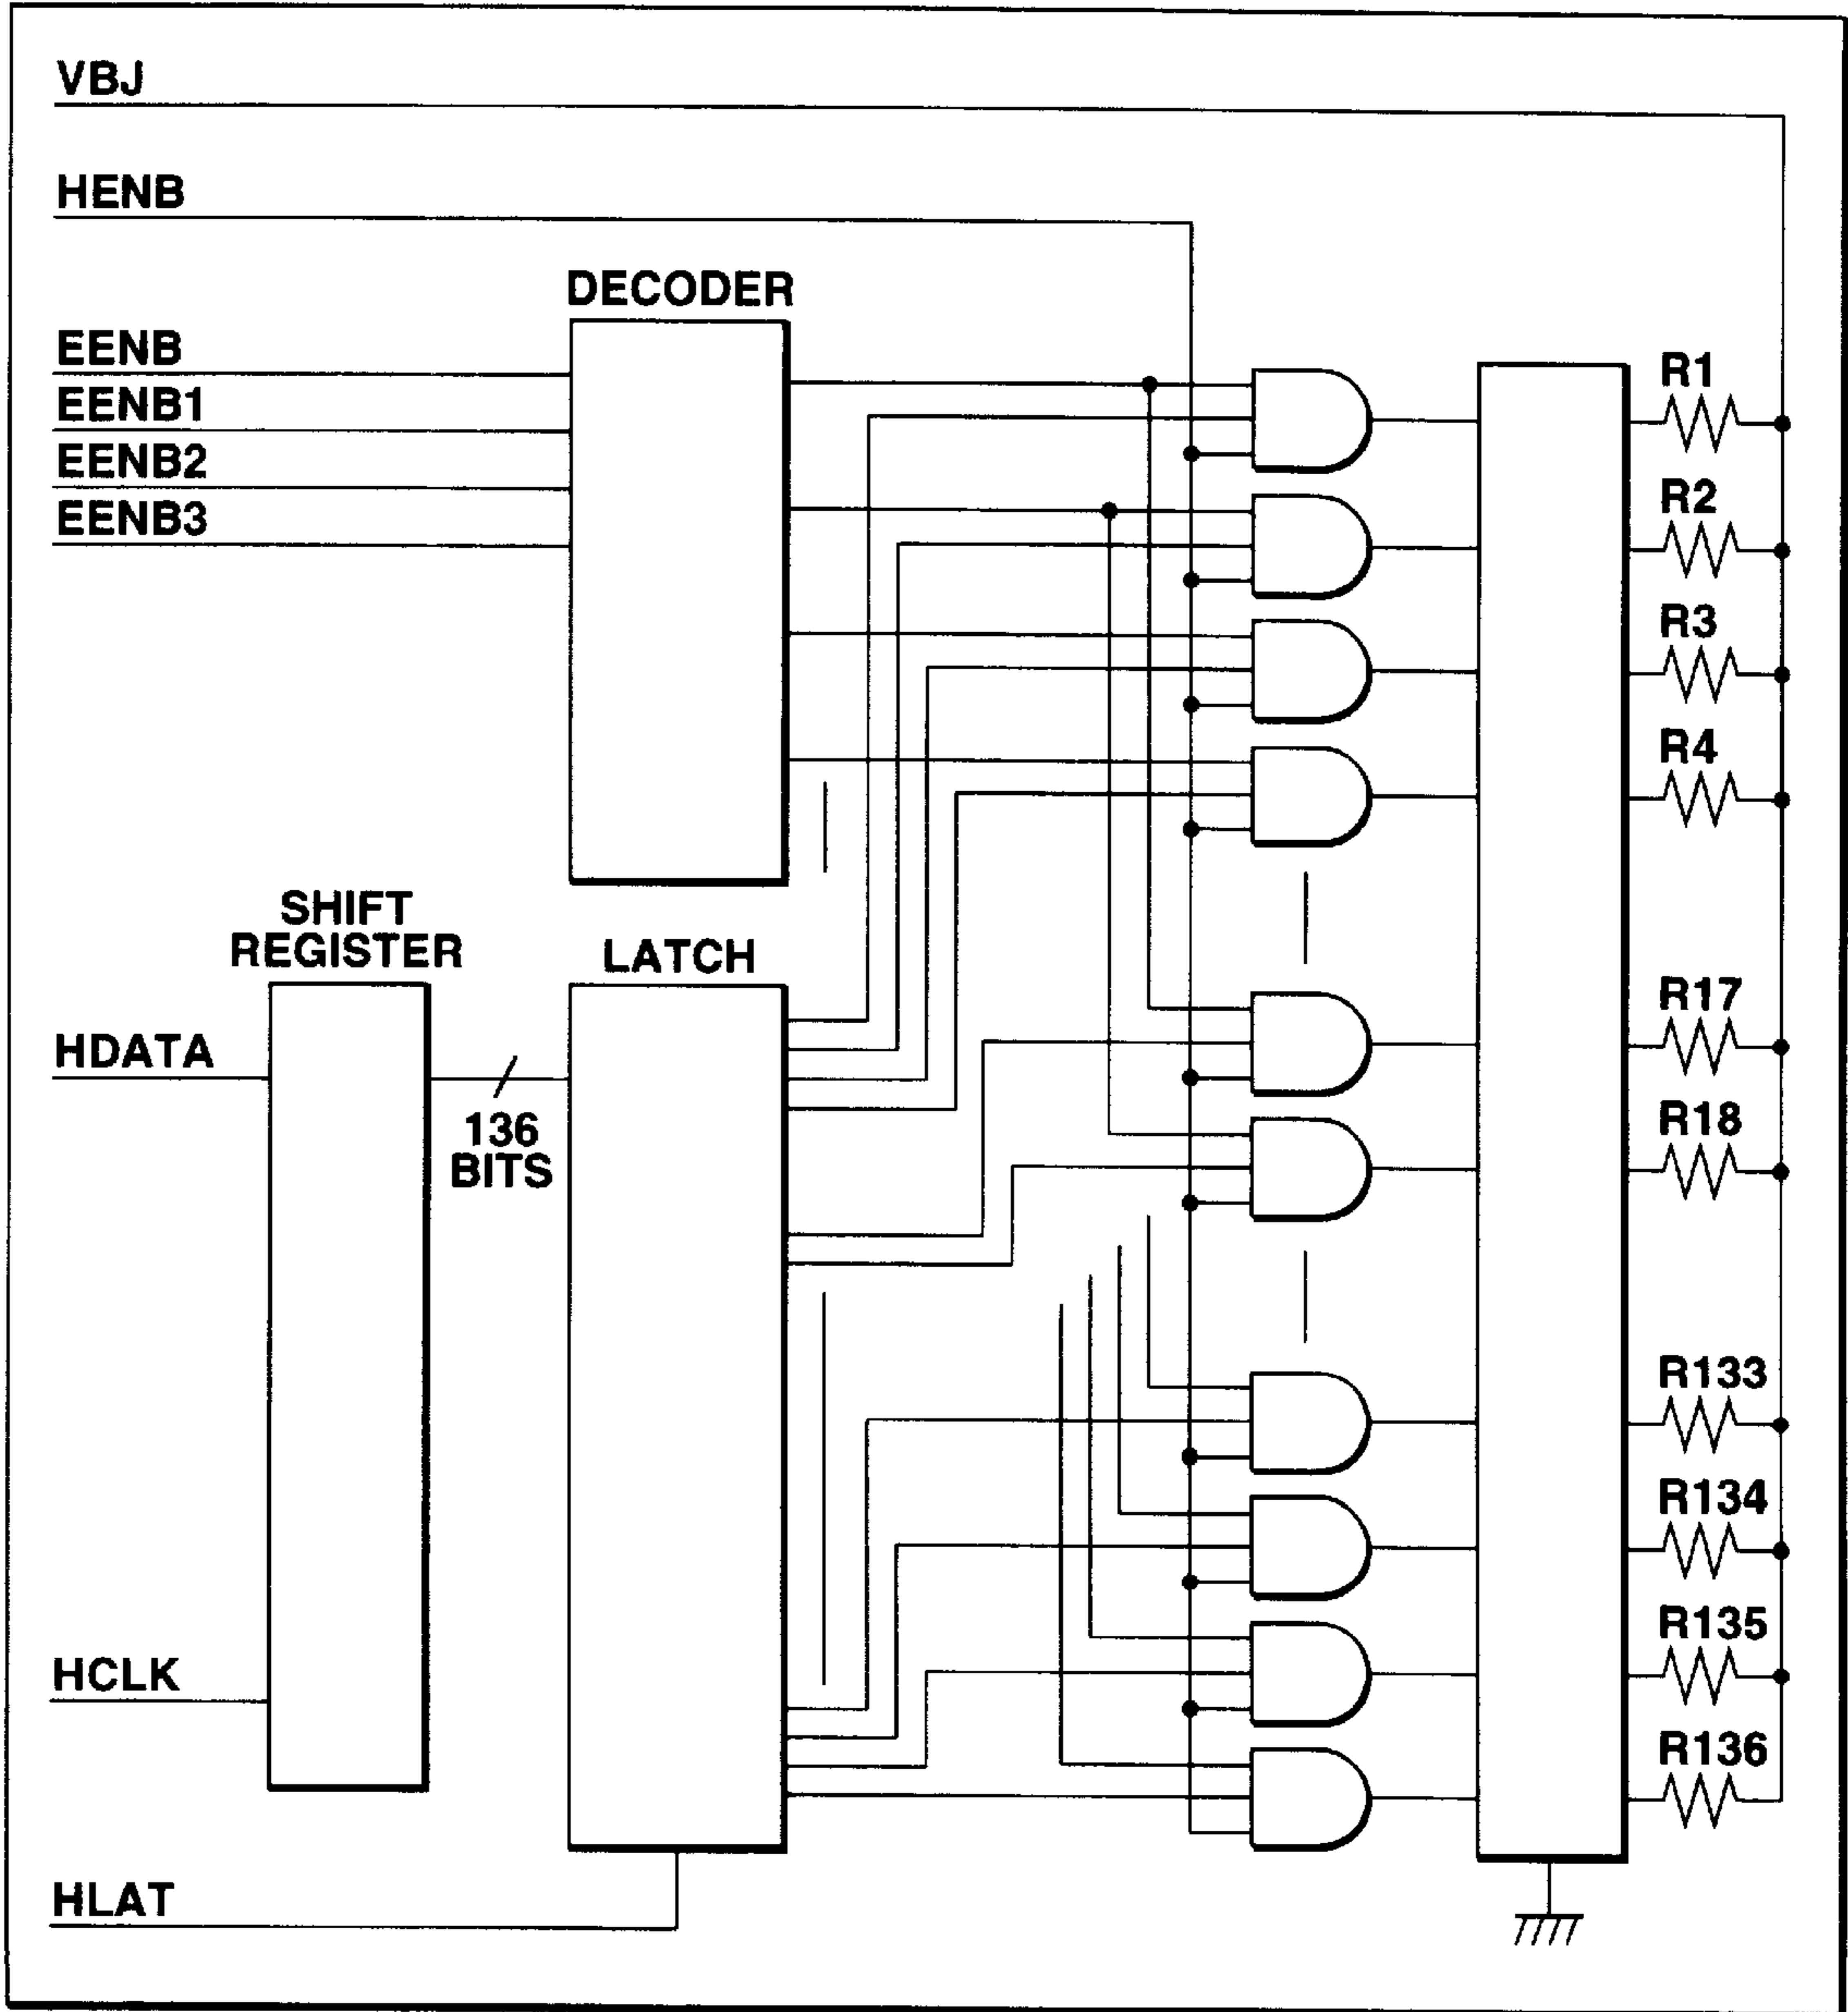 VBJ
HENB
DECODER
EENB
EENB1
EENB2
EENB3
R1
R2
R3
R4
SHIFT
REGISTER
LATCH
HDATA
136
BITS
R17
R18
R133
R134
R135
R136
HCLK
HLAT